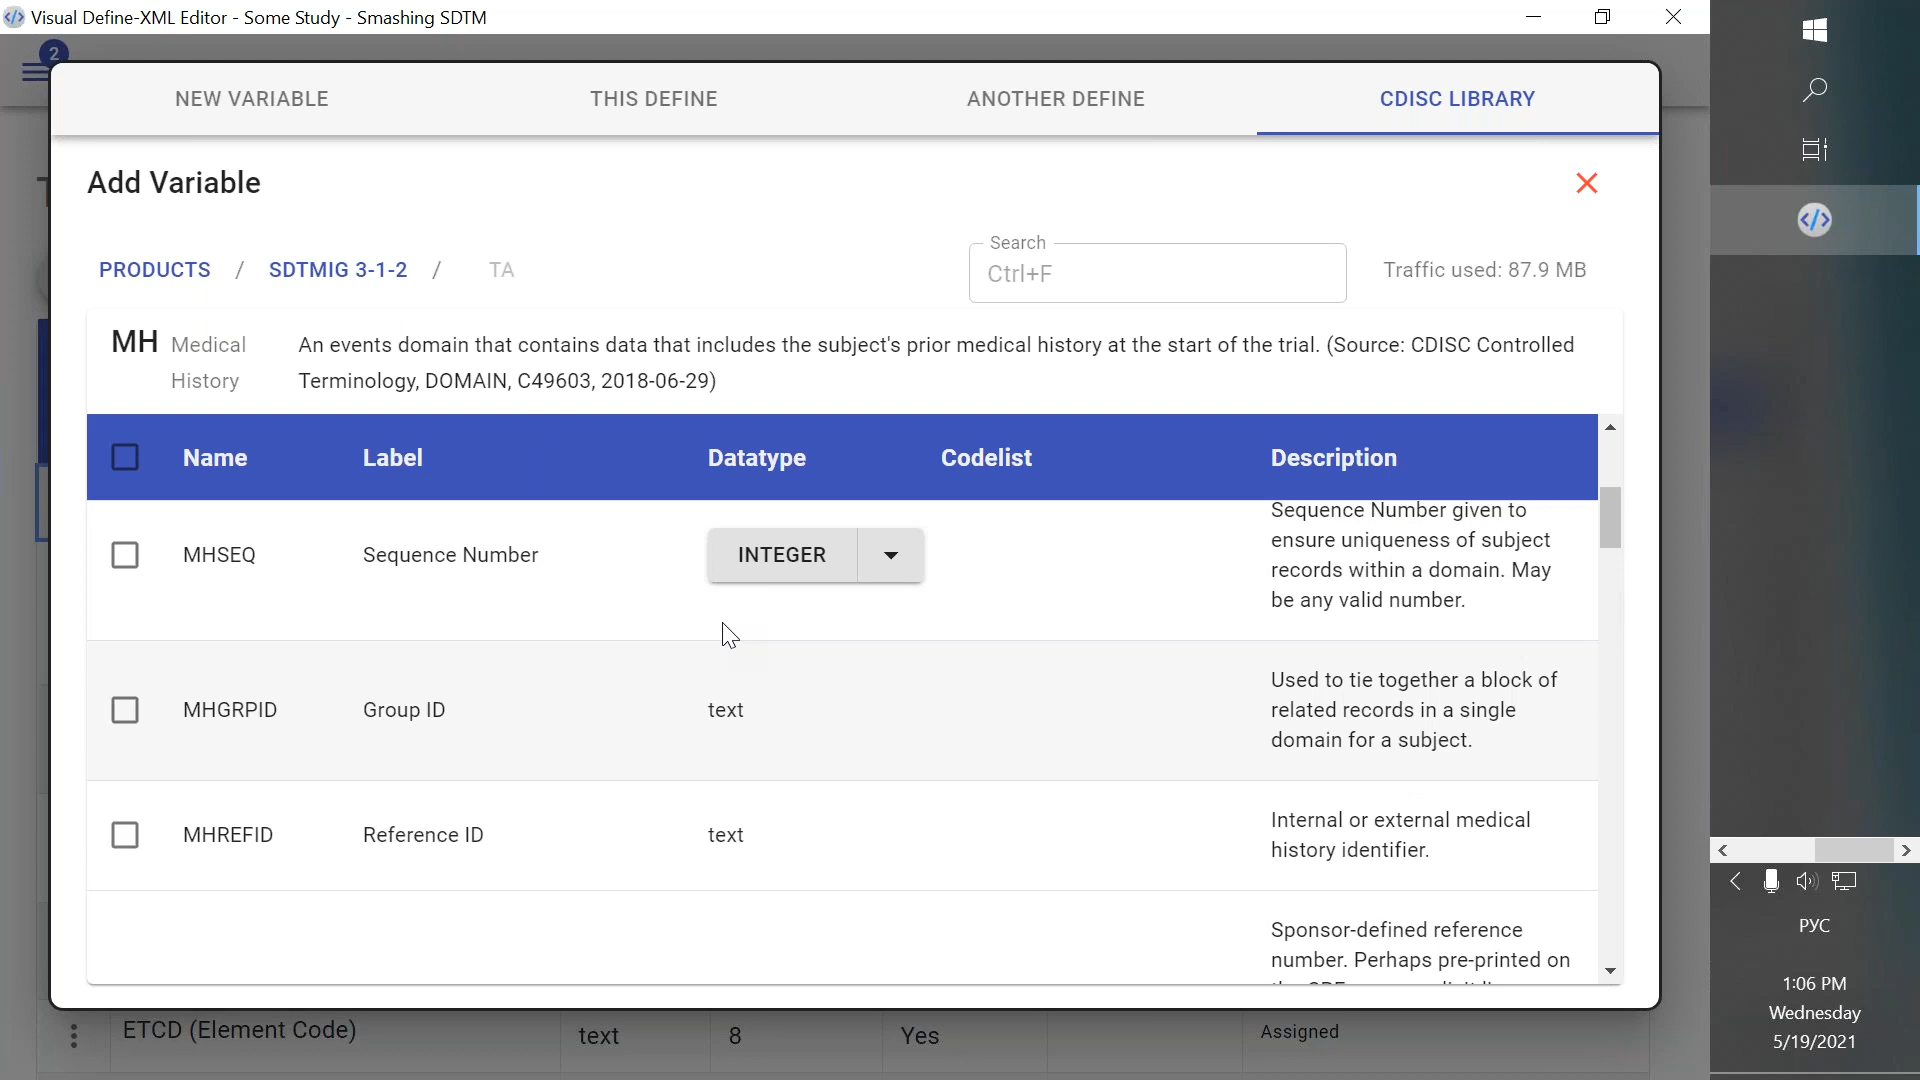 Visual Define-XML Editor - Some Study - Smashing SDTM
2
NEW VARIABLE
THIS DEFINE
ANOTHER DEFINE
CDISC LIBRARY
Add Variable
PRODUCTS / SDTMIG 3-1-2 / TA
Search
Ctrl+F
Traffic used: 87.9 MB
MH Medical History
An events domain that contains data that includes the subject's prior medical history at the start of the trial. (Source: CDISC Controlled
Terminology, DOMAIN, C49603, 2018-06-29)
Name Label Datatype Codelist Description
MHSEQ Sequence Number INTEGER
Sequence Number given to
ensure uniqueness of subject
records within a domain. May
be any valid number.
MHGRPID Group ID text
Used to tie together a block of
related records in a single
domain for a subject.
MHREFID Reference ID text
Internal or external medical
history identifier.
Sponsor-defined reference
number. Perhaps pre-printed on
ETCD (Element Code) text 8 Yes Assigned
РУС
1:06 PM
Wednesday
5/19/2021